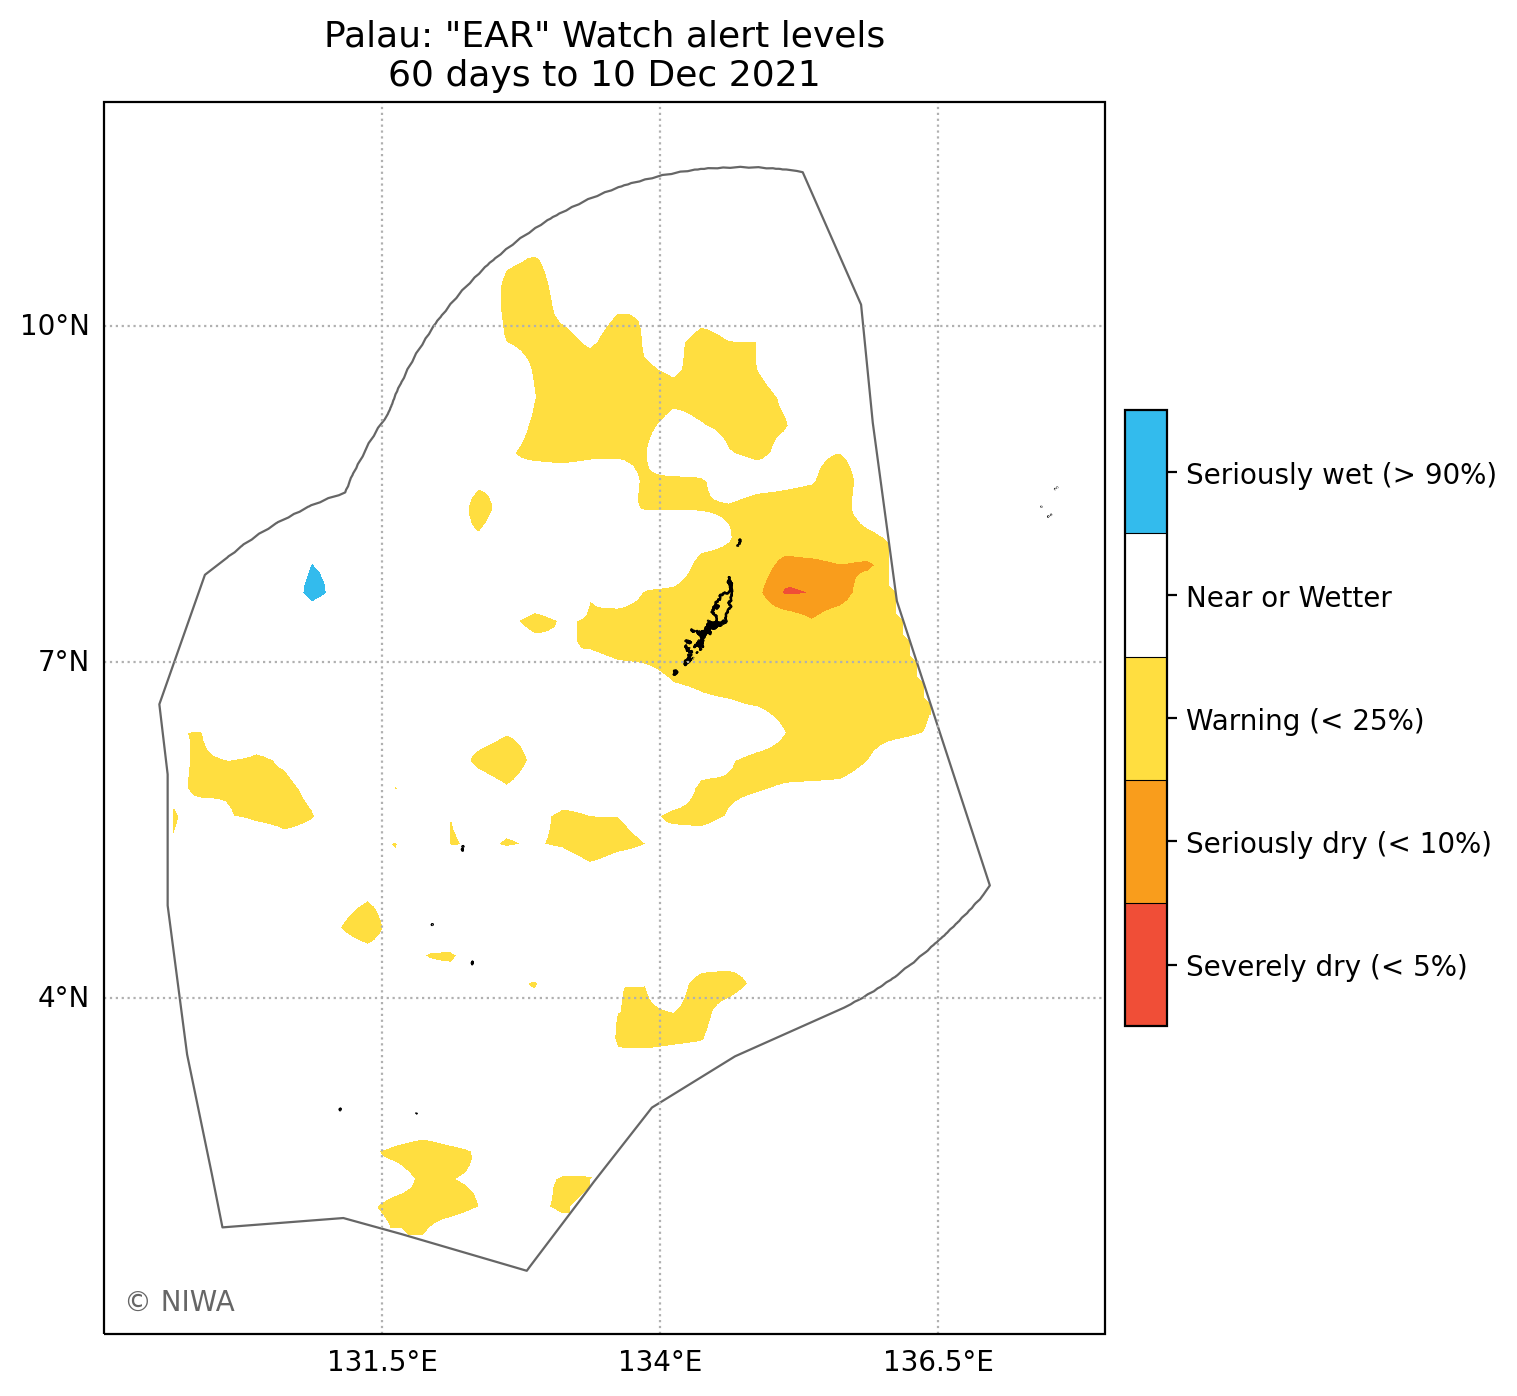 Palau: "EAR" Watch alert levels
60 days to 10 Dec 2021
10°N
7°N
4°N
131.5°E
134°E
136.5°E
Seriously wet (> 90%)
Near or Wetter
Warning (< 25%)
Seriously dry (< 10%)
Severely dry (< 5%)
© NIWA